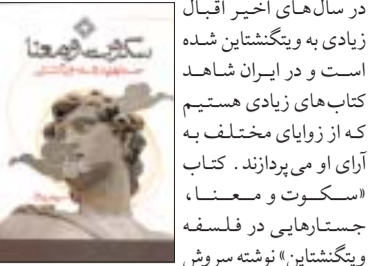 در سال‌های اخیر اقبال
زیادی به ویتگنشتاین شده
است و در ایران شاهد
کتاب‌های زیادی هستیم
که از زوایای مختلف به
آرای او می‌پردازند. کتاب
«سکوت و معنا،
جستارهایی در فلسفه
ویتگنشتاین» نوشته سروش
سکوت و معنا